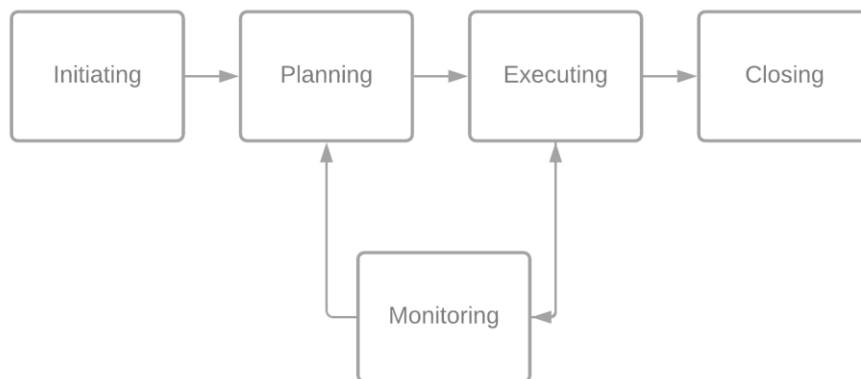 Initiating
Planning
Executing
Closing
Monitoring